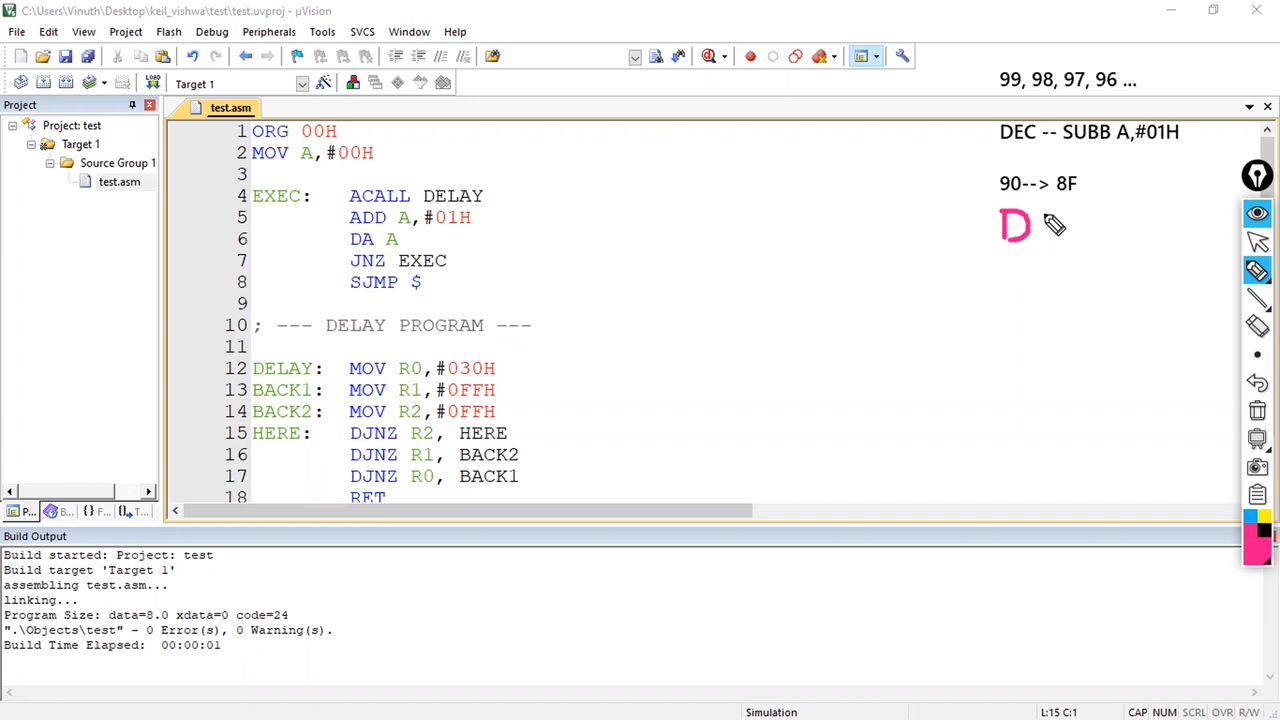 C:\Users\Vinuth\Desktop\keil_vishwa\test\test.uvproj - µVision
File Edit View Project Flash Debug Peripherals Tools SVCS Window Help
Target 1
99, 98, 97, 96 ...
Project
test.asm
Project: test
Target 1
Source Group 1
test.asm
1 ORG 00H
2 MOV A,#00H
3
4 EXEC: ACALL DELAY
5 ADD A,#01H
6 DA A
7 JNZ EXEC
8 SJMP $
9
10 ; --- DELAY PROGRAM ---
11
12 DELAY: MOV R0,#030H
13 BACK1: MOV R1,#0FFH
14 BACK2: MOV R2,#0FFH
15 HERE: DJNZ R2, HERE
16 DJNZ R1, BACK2
17 DJNZ R0, BACK1
18 RET
DEC -- SUBB A,#01H
90--> 8F
D
P... B... {} F... 0 T...
Build Output
Build started: Project: test
Build target 'Target 1'
assembling test.asm...
linking...
Program Size: data=8.0 xdata=0 code=24
".\Objects\test" - 0 Error(s), 0 Warning(s).
Build Time Elapsed: 00:00:01
Simulation L:15 C:1 CAP NUM SCRL OVR R/W